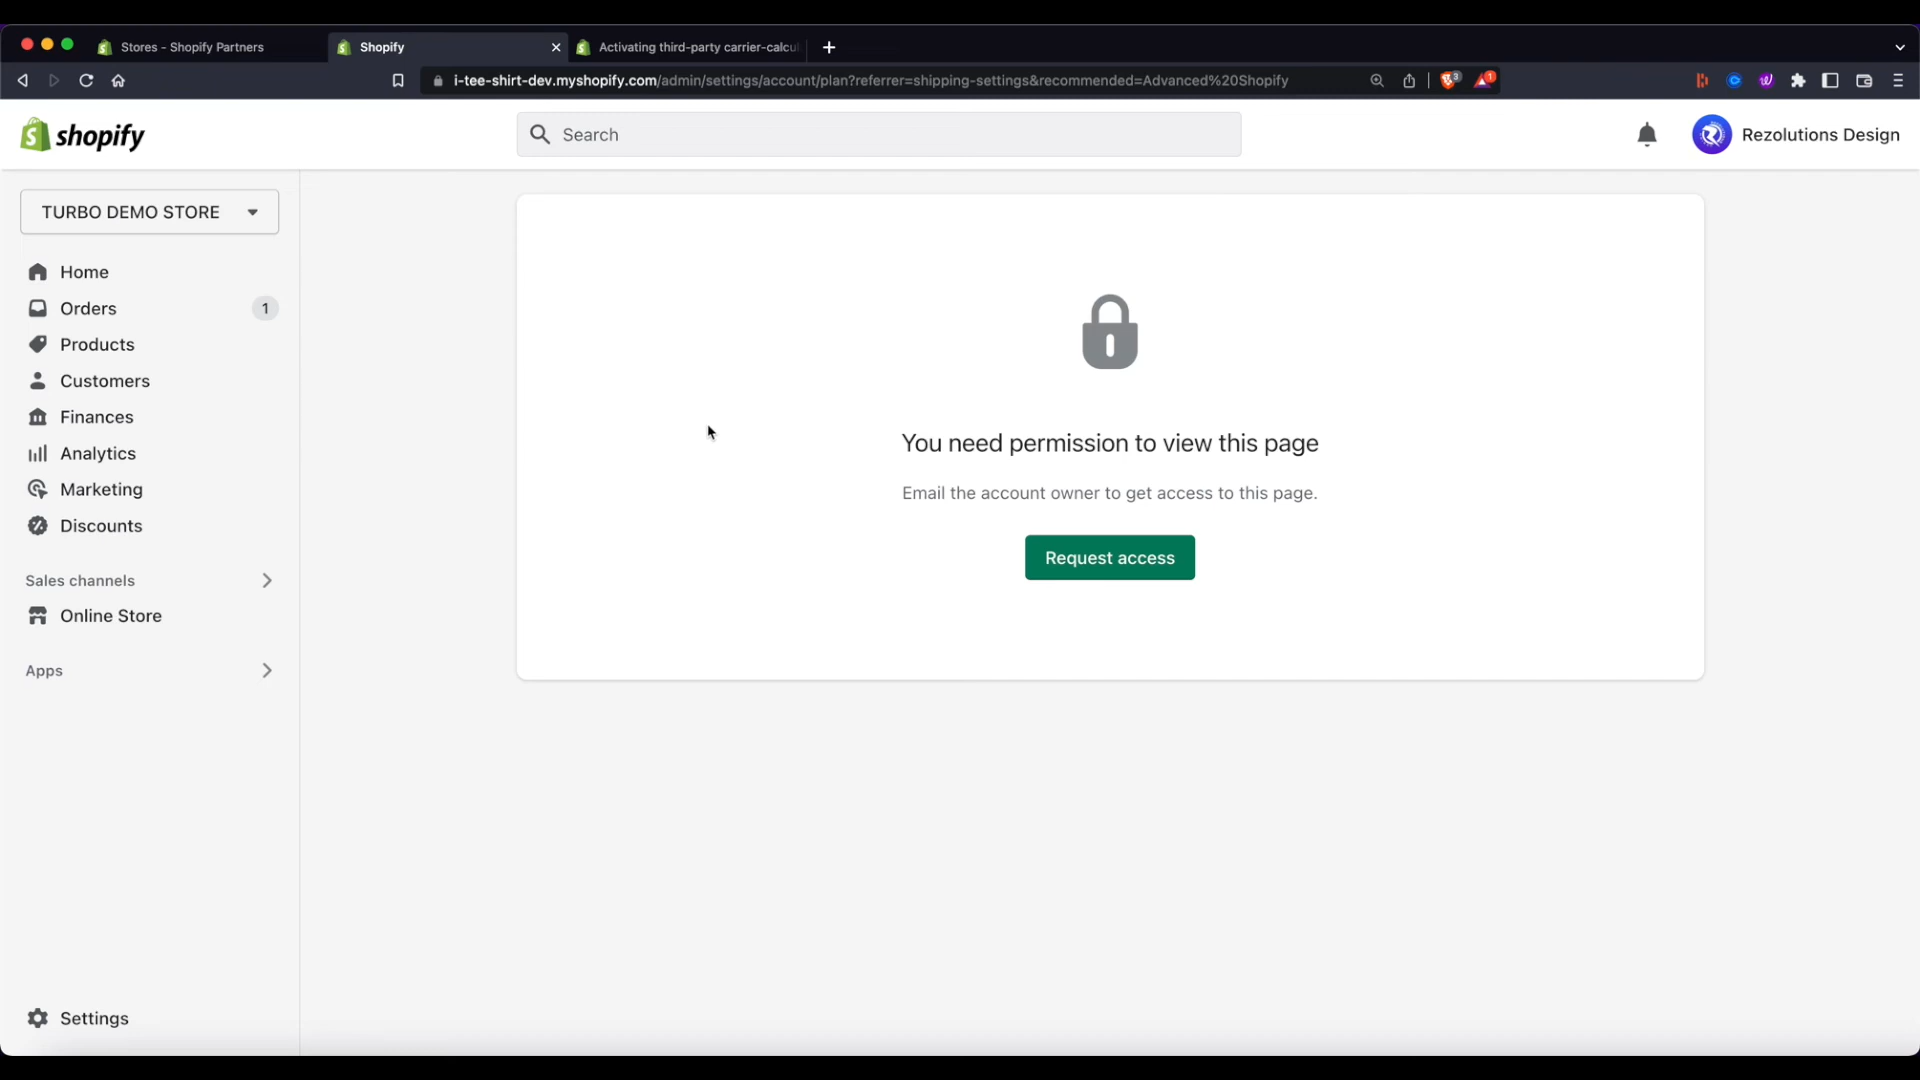 Stores - Shopify Partners
Shopify
Activating third-party carrier-calcu
i-tee-shirt-dev.myshopify.com/admin/settings/account/plan?referrer=shipping-settings&recommended=Advanced%20Shopify
3
1
shopify
Search
Rezolutions Design
TURBO DEMO STORE
Home
Orders 1
Products
Customers
Finances
Analytics
Marketing
Discounts
Sales channels
Online Store
Apps
Settings
You need permission to view this page
Email the account owner to get access to this page.
Request access